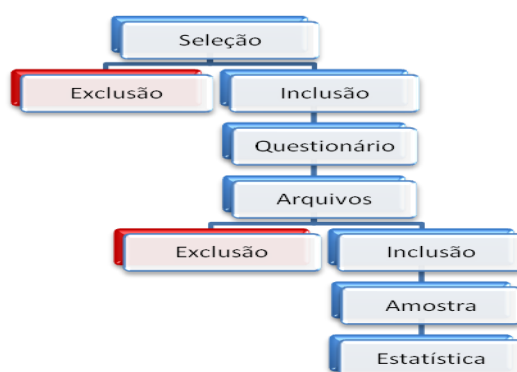 Seleção
Exclusão
Inclusão
Questionário
Arquivos
Exclusão
Inclusão
Amostra
Estatística